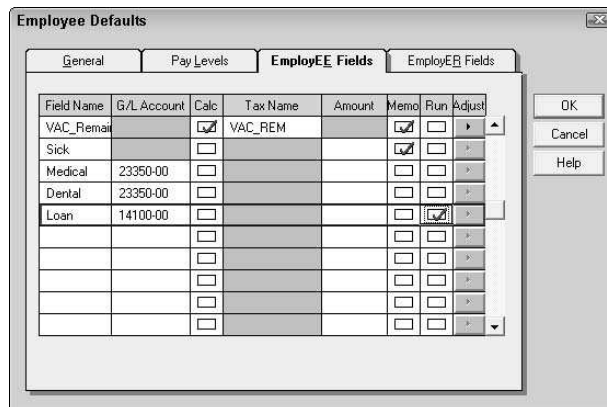 Employee Defaults
General
Pay Levels
EmployEE Fields
EmployER Fields
Field Name G/L Account Calc Tax Name Amount Memo Run Adjust
VAC_Remaii VAC_REM
Sick
Medical 23350-00
Dental 23350-00
Loan 14100-00
OK
Cancel
Help